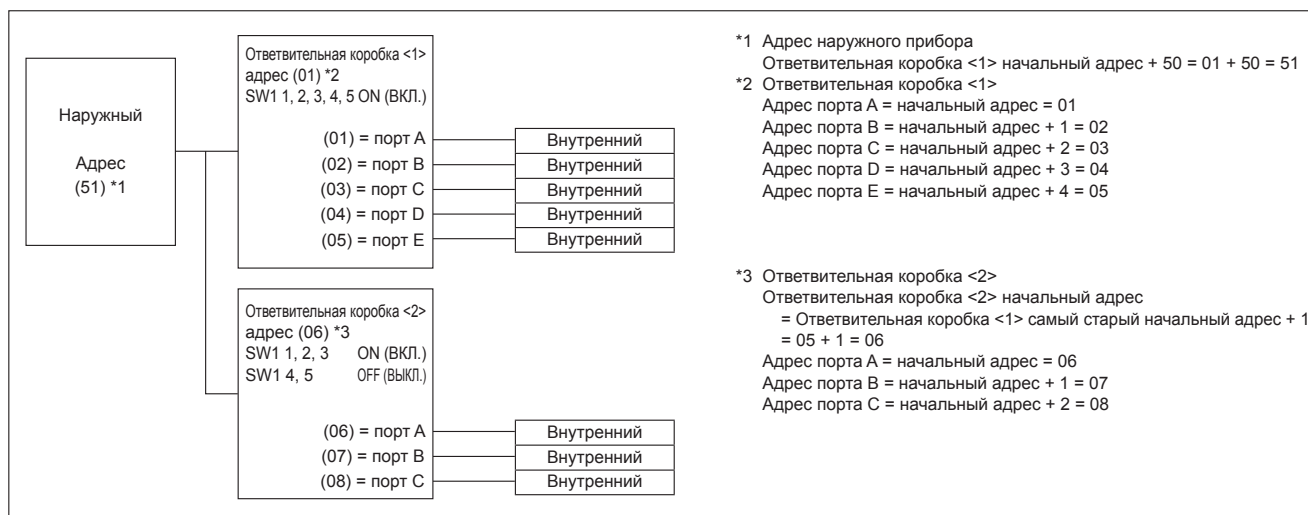 Наружный
Адрес
(51) *1
Ответвительная коробка <1>
адрес (01) *2
SW1 1, 2, 3, 4, 5 ON (ВКЛ.)
(01) = порт A
(02) = порт B
(03) = порт C
(04) = порт D
(05) = порт E
Внутренний
Внутренний
Внутренний
Внутренний
Внутренний
Ответвительная коробка <2>
адрес (06) *3
SW1 1, 2, 3 ON (ВКЛ.)
SW1 4, 5 OFF (ВЫКЛ.)
(06) = порт A
(07) = порт B
(08) = порт C
Внутренний
Внутренний
Внутренний
*1 Адрес наружного прибора
Ответвительная коробка <1> начальный адрес + 50 = 01 + 50 = 51
*2 Ответвительная коробка <1>
Адрес порта A = начальный адрес = 01
Адрес порта B = начальный адрес + 1 = 02
Адрес порта C = начальный адрес + 2 = 03
Адрес порта D = начальный адрес + 3 = 04
Адрес порта E = начальный адрес + 4 = 05
*3 Ответвительная коробка <2>
Ответвительная коробка <2> начальный адрес
= Ответвительная коробка <1> самый старый начальный адрес + 1
= 05 + 1 = 06
Адрес порта A = начальный адрес = 06
Адрес порта B = начальный адрес + 1 = 07
Адрес порта C = начальный адрес + 2 = 08